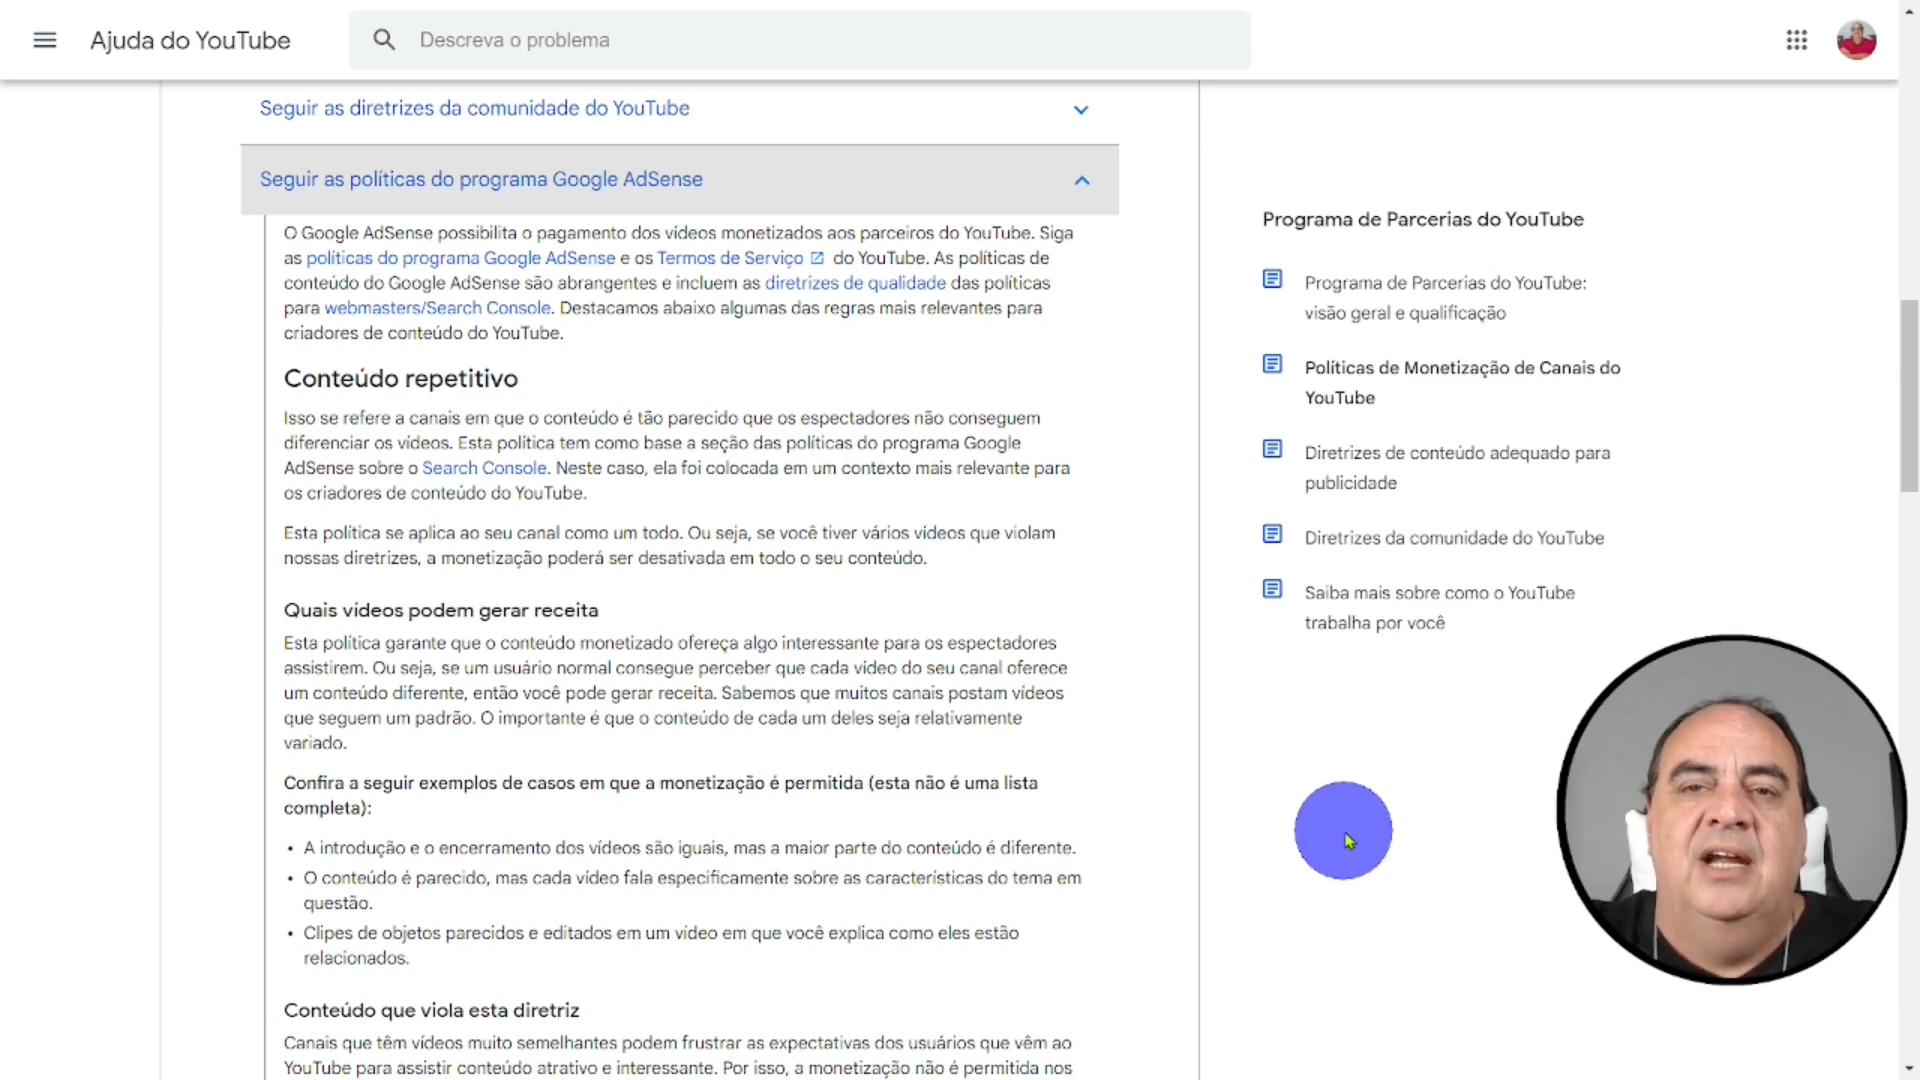 Ajuda do YouTube
Descreva o problema
Seguir as diretrizes da comunidade do YouTube
Seguir as políticas do programa Google AdSense
O Google AdSense possibilita o pagamento dos vídeos monetizados aos parceiros do YouTube. Siga
as políticas do programa Google AdSense e os Termos de Serviço do YouTube. As políticas de
conteúdo do Google AdSense são abrangentes e incluem as diretrizes de qualidade das políticas
para webmasters/Search Console. Destacamos abaixo algumas das regras mais relevantes para
criadores de conteúdo do YouTube.
Conteúdo repetitivo
Isso se refere a canais em que o conteúdo é tão parecido que os espectadores não conseguem
diferenciar os vídeos. Esta política tem como base a seção das políticas do programa Google
AdSense sobre o Search Console. Neste caso, ela foi colocada em um contexto mais relevante para
os criadores de conteúdo do YouTube.
Esta política se aplica ao seu canal como um todo. Ou seja, se você tiver vários vídeos que violam
nossas diretrizes, a monetização poderá ser desativada em todo o seu conteúdo.
Quais vídeos podem gerar receita
Esta política garante que o conteúdo monetizado ofereça algo interessante para os espectadores
assistirem. Ou seja, se um usuário normal consegue perceber que cada vídeo do seu canal oferece
um conteúdo diferente, então você pode gerar receita. Sabemos que muitos canais postam vídeos
que seguem um padrão. O importante é que o conteúdo de cada um deles seja relativamente
variado.
Confira a seguir exemplos de casos em que a monetização é permitida (esta não é uma lista
completa):
• A introdução e o encerramento dos vídeos são iguais, mas a maior parte do conteúdo é diferente.
• O conteúdo é parecido, mas cada vídeo fala especificamente sobre as características do tema em
questão.
• Clipes de objetos parecidos e editados em um vídeo em que você explica como eles estão
relacionados.
Conteúdo que viola esta diretriz
Canais que têm vídeos muito semelhantes podem frustrar as expectativas dos usuários que vêm ao
YouTube para assistir conteúdo atrativo e interessante. Por isso, a monetização não é permitida nos
Programa de Parcerias do YouTube
Programa de Parcerias do YouTube:
visão geral e qualificação
Políticas de Monetização de Canais do
YouTube
Diretrizes de conteúdo adequado para
publicidade
Diretrizes da comunidade do YouTube
Saiba mais sobre como o YouTube
trabalha por você